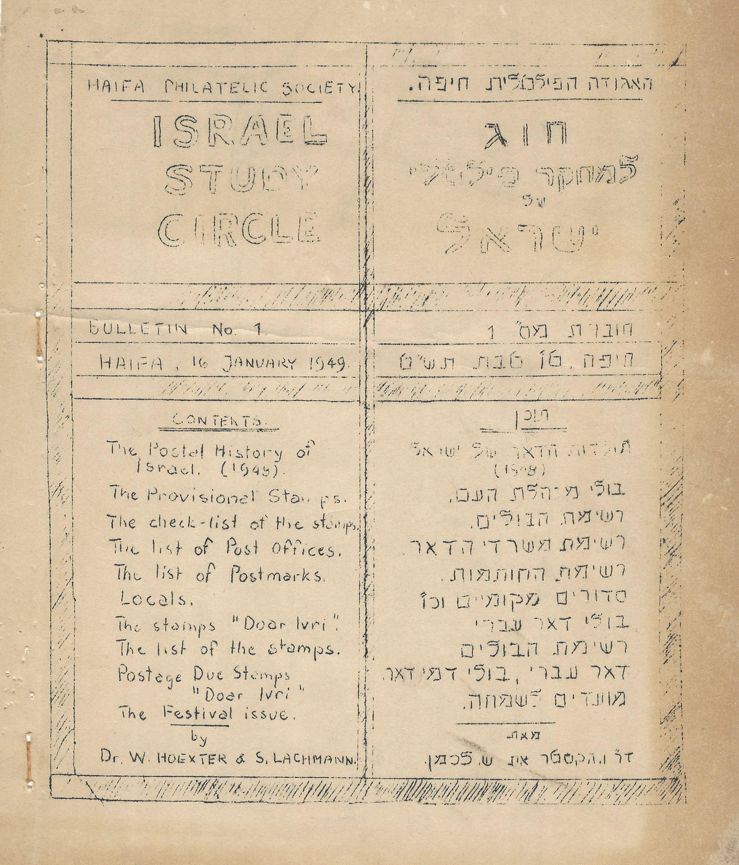 HAIFA PHILATELIC SOCIETY
ISRAEL
STUDY
CIRCLE
BULLETIN No. 1
HAIFA, 16 JANUARY 1949.
CONTENTS.
The Postal History of
Israel. (1948).
The Provisional Stamps.
The check-list of the stamps.
The list of Post Offices.
The list of Postmarks.
Locals.
The stamps "Doar Ivri".
The list of the stamps.
Postage Due Stamps
"Doar Ivri"
The Festival issue.
by
Dr. W. HOEXTER & S. LACHMANN.
האגודה הפילטלית חיפה.
חוג
למחקר פילטלי
של
ישראל
חוברת מס' 1
חיפה, טו טבת תש"ט
תוכן
תולדות הדאר של ישראל
(1948)
בולי מינהלת העם.
רשימת הבולים.
רשימת משרדי הדאר.
רשימת החותמות.
סדורים מקומיים וכו'
בולי דאר עברי
רשימת הבולים
דאר עברי, בולי דמי דאר.
מועדים לשמחה.
מאת
ד"ר ו. הקסטר את ש. לכמן.